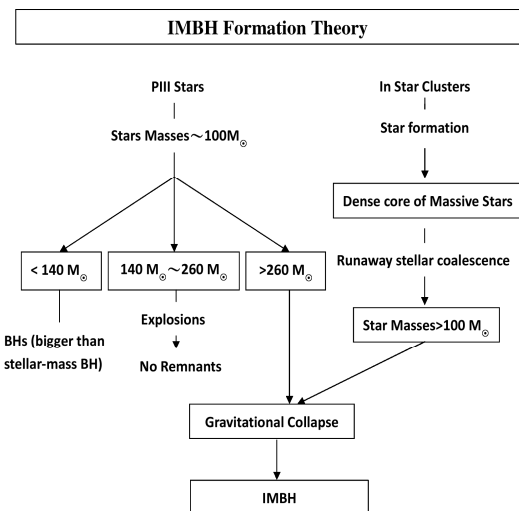 IMBH Formation Theory
PIII Stars
Stars Masses～100M☉
< 140 M☉
140 M☉～260 M☉
>260 M☉
BHs (bigger than
stellar-mass BH)
Explosions
No Remnants
In Star Clusters
Star formation
Dense core of Massive Stars
Runaway stellar coalescence
Star Masses>100 M☉
Gravitational Collapse
IMBH